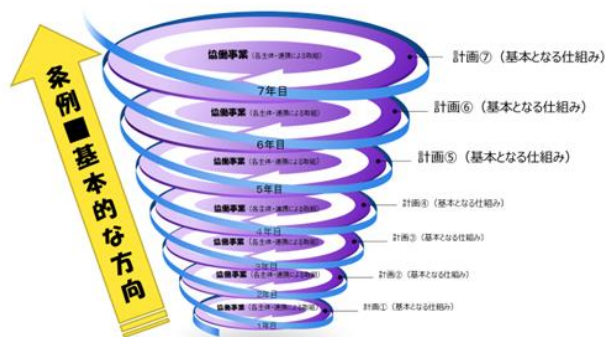 条例■基本的な方向
協働事業（各主体・連携による取組）
7年目
計画⑦（基本となる仕組み）
協働事業（各主体・連携による取組）
6年目
計画⑥（基本となる仕組み）
協働事業（各主体・連携による取組）
5年目
計画⑤（基本となる仕組み）
協働事業（各主体・連携による取組）
4年目
計画④（基本となる仕組み）
協働事業（各主体・連携による取組）
3年目
計画③（基本となる仕組み）
協働事業（各主体・連携による取組）
2年目
計画②（基本となる仕組み）
協働事業（各主体・連携による取組）
1年目
計画①（基本となる仕組み）